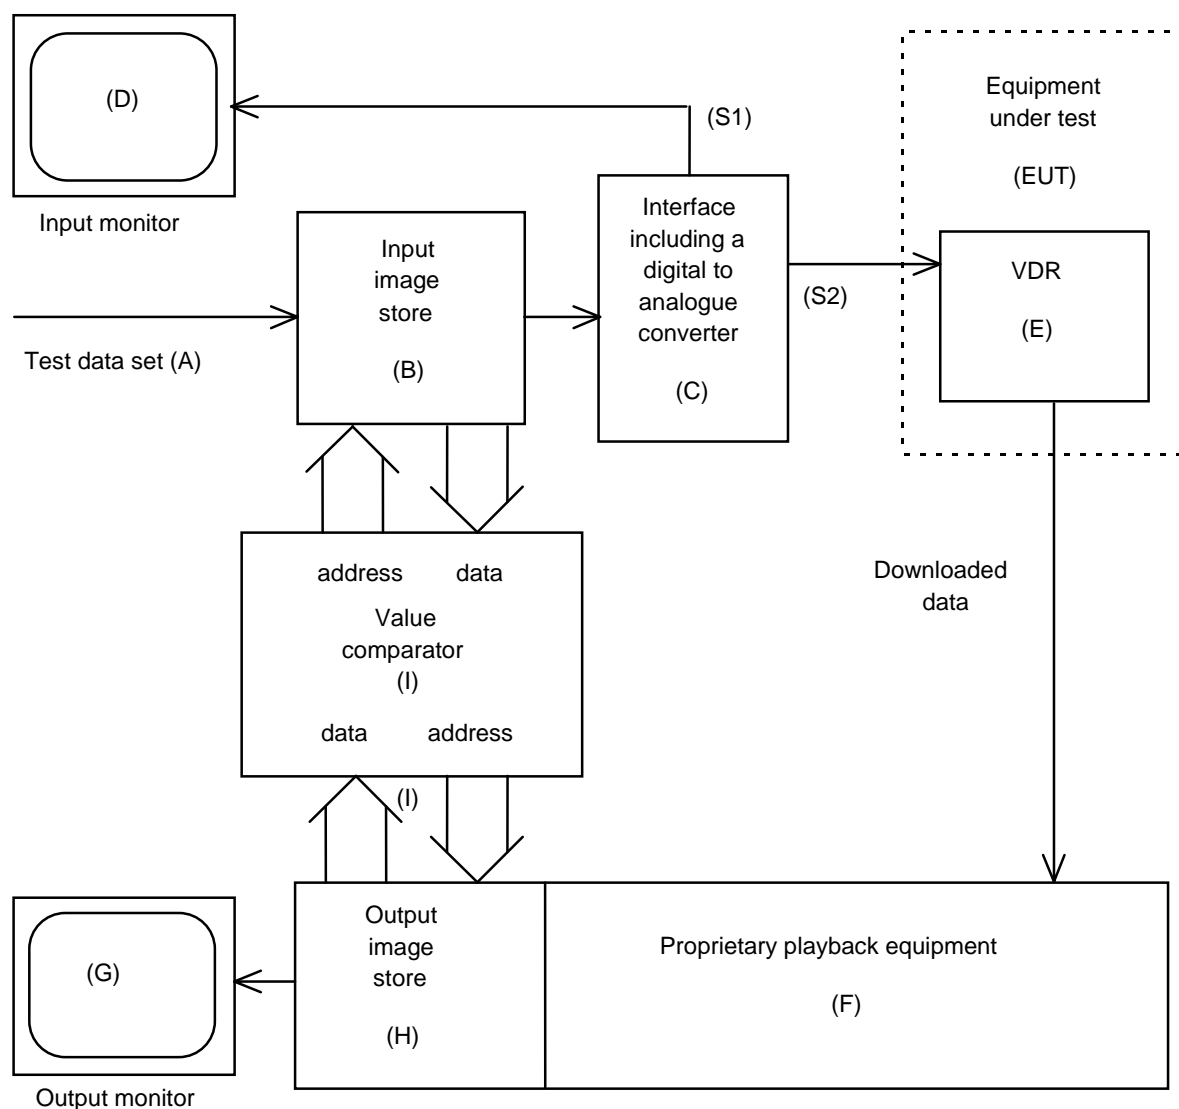 (D)
Input monitor
(S1)
Equipment
under test
(EUT)
Interface
including a
digital to
analogue
converter
(C)
Input
image
store
(B)
(S2)
VDR
(E)
Test data set (A)
address data
Value
comparator
(I)
data address
(I)
Downloaded
data
(G)
Output monitor
Output
image
store
(H)
Proprietary playback equipment
(F)